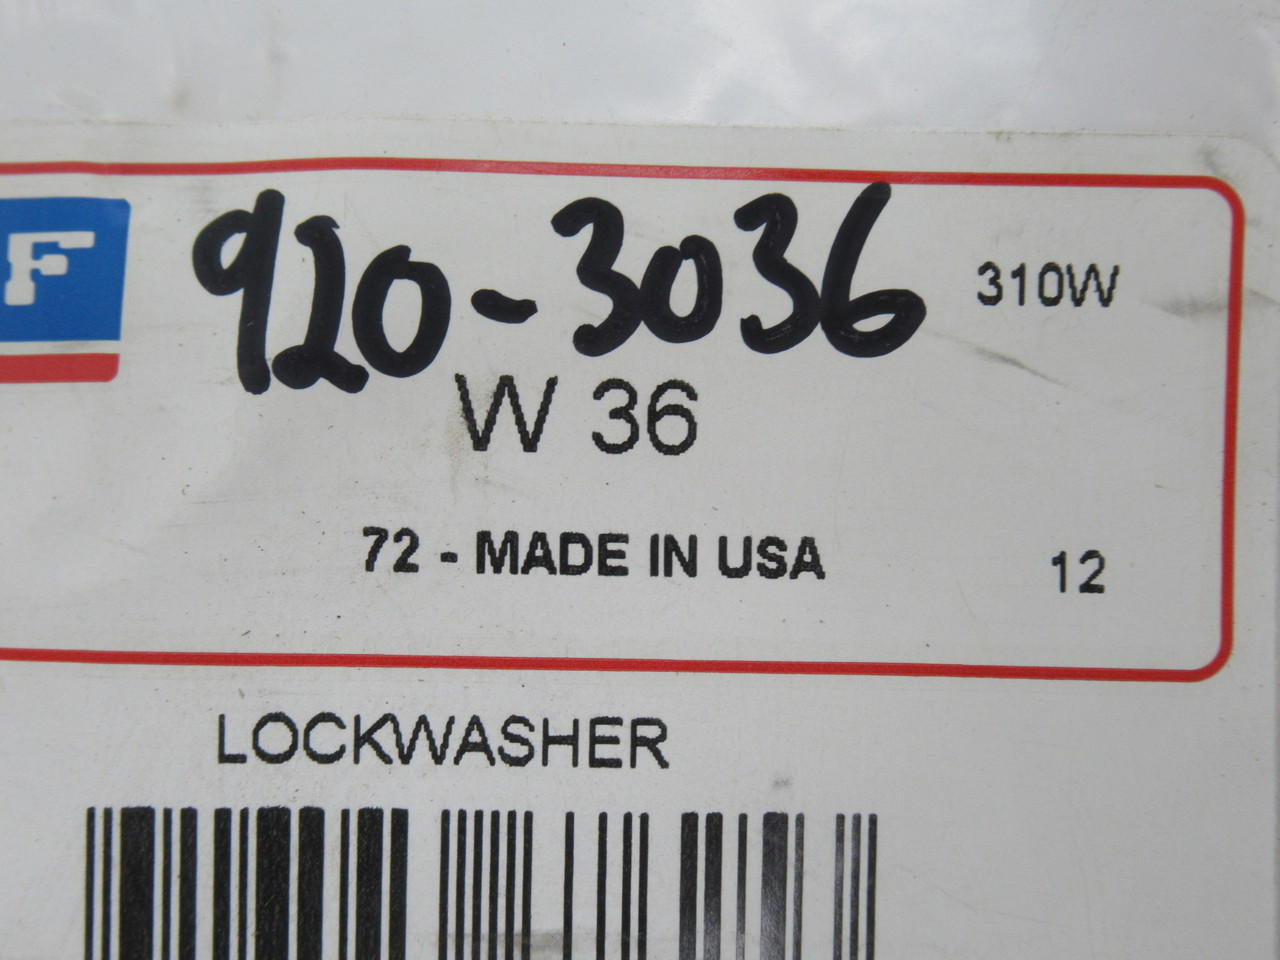 F
920-3036
310W
W 36
72 - MADE IN USA
12
LOCKWASHER